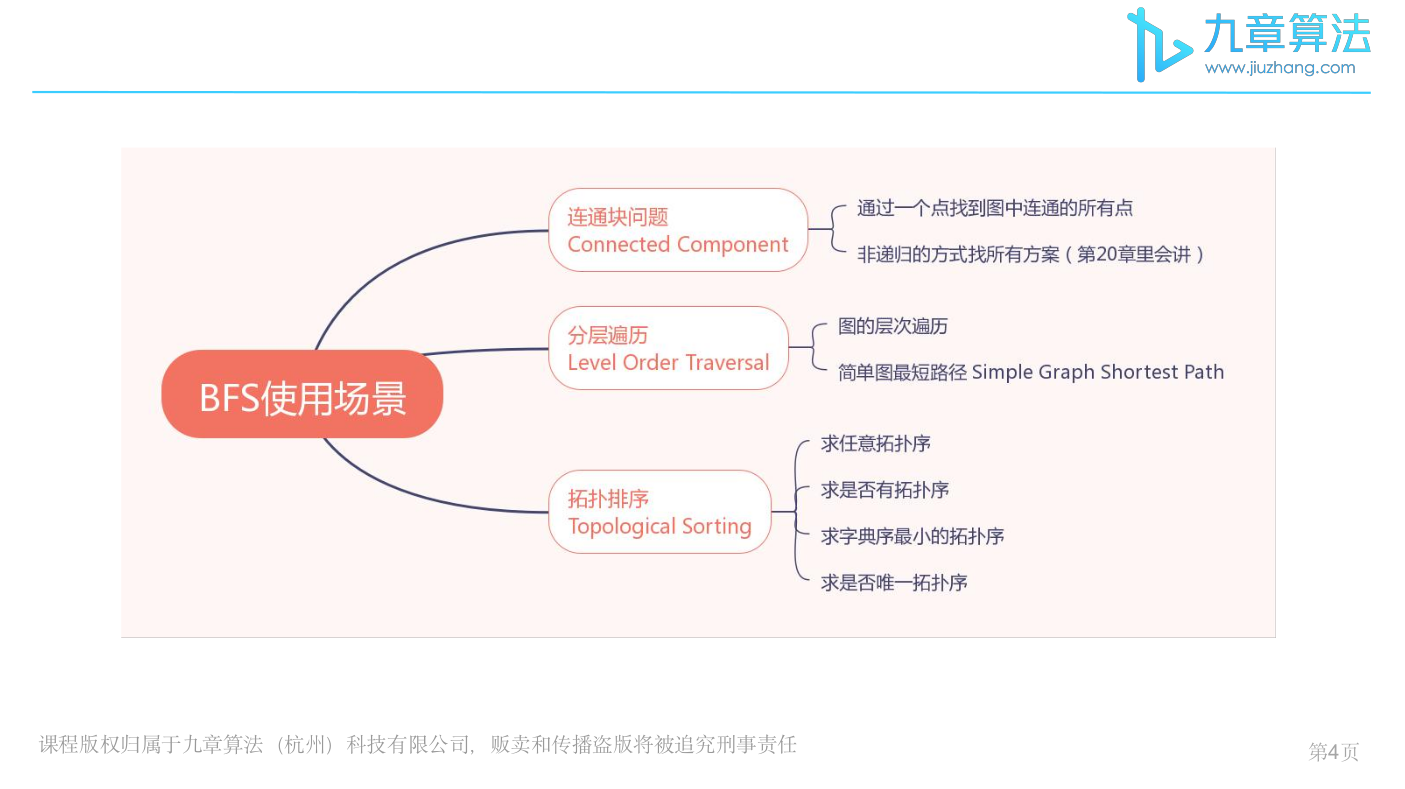 九章算法
www.jiuzhang.com
BFS使用场景
连通块问题
Connected Component
通过一个点找到图中连通的所有点
非递归的方式找所有方案（第20章里会讲）
分层遍历
Level Order Traversal
图的层次遍历
简单图最短路径 Simple Graph Shortest Path
拓扑排序
Topological Sorting
求任意拓扑序
求是否有拓扑序
求字典序最小的拓扑序
求是否唯一拓扑序
课程版权归属于九章算法（杭州）科技有限公司，贩卖和传播盗版将被追究刑事责任
第4页